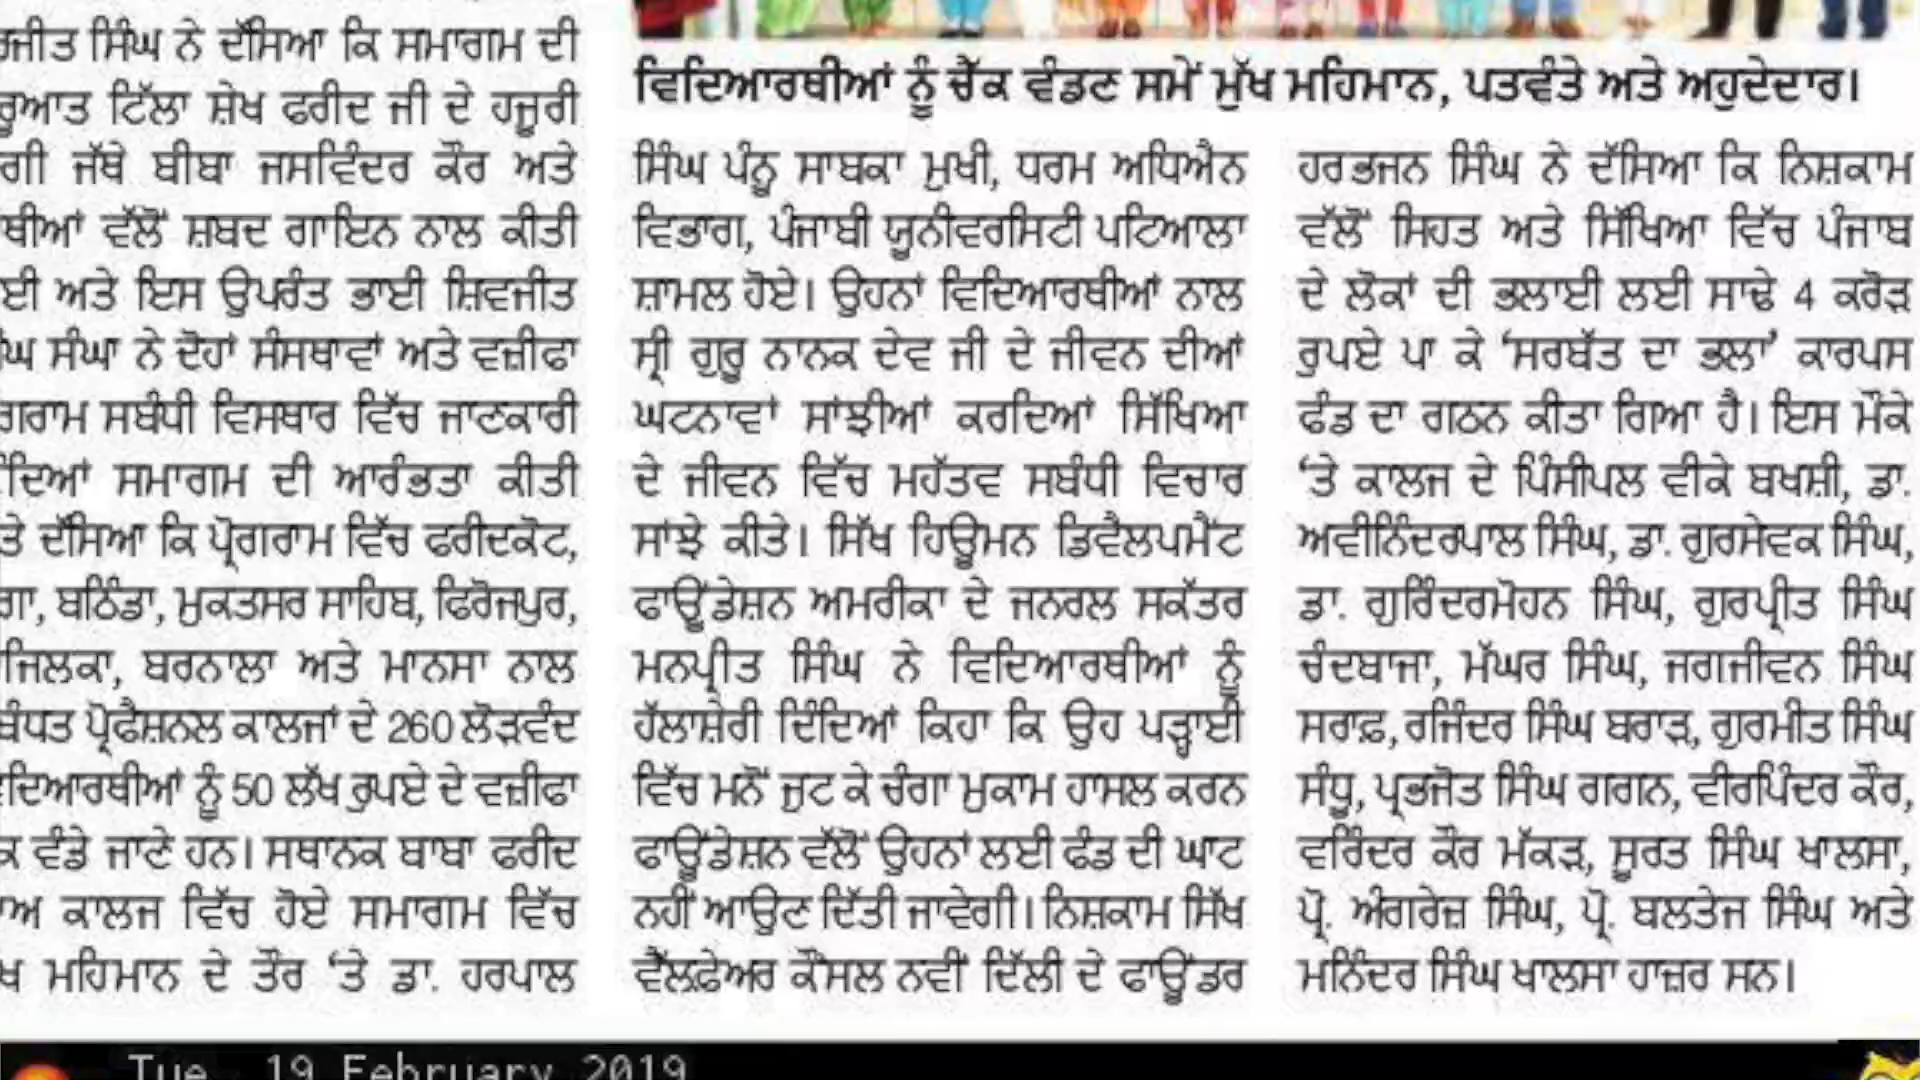 ਜੀਤ ਸਿੰਘ ਨੇ ਦੱਸਿਆ ਕਿ ਸਮਾਗਮ ਦੀ
ਰੂਆਤ ਟਿੱਲਾ ਸ਼ੇਖ ਫਰੀਦ ਜੀ ਦੇ ਹਜ਼ੂਰੀ
ਗੀ ਜੱਥੇ ਬੀਬਾ ਜਸਵਿੰਦਰ ਕੌਰ ਅਤੇ
ਥੀਆਂ ਵੱਲੋਂ ਸ਼ਬਦ ਗਾਇਨ ਨਾਲ ਕੀਤੀ
ਈ ਅਤੇ ਇਸ ਉਪਰੰਤ ਭਾਈ ਸ਼ਿਵਜੀਤ
ਘ ਸੰਘਾ ਨੇ ਦੋਹਾਂ ਸੰਸਥਾਵਾਂ ਅਤੇ ਵਜ਼ੀਫਾ
ਗਰਾਮ ਸਬੰਧੀ ਵਿਸਥਾਰ ਵਿੱਚ ਜਾਣਕਾਰੀ
ਦਿਆਂ ਸਮਾਗਮ ਦੀ ਆਰੰਭਤਾ ਕੀਤੀ
ਤੇ ਦੱਸਿਆ ਕਿ ਪ੍ਰੋਗਰਾਮ ਵਿੱਚ ਫਰੀਦਕੋਟ,
ਗਾ, ਬਠਿੰਡਾ, ਮੁਕਤਸਰ ਸਾਹਿਬ, ਫਿਰੋਜਪੁਰ,
ਜਿਲਕਾ, ਬਰਨਾਲਾ ਅਤੇ ਮਾਨਸਾ ਨਾਲ
ਬੰਧਤ ਪ੍ਰੋਫੈਸ਼ਨਲ ਕਾਲਜਾਂ ਦੇ 260 ਲੋੜਵੰਦ
ਦਿਆਰਥੀਆਂ ਨੂੰ 50 ਲੱਖ ਰੁਪਏ ਦੇ ਵਜ਼ੀਫਾ
ਕ ਵੰਡੇ ਜਾਣੇ ਹਨ। ਸਥਾਨਕ ਬਾਬਾ ਫਰੀਦ
ਅ ਕਾਲਜ ਵਿੱਚ ਹੋਏ ਸਮਾਗਮ ਵਿੱਚ
ਖ ਮਹਿਮਾਨ ਦੇ ਤੌਰ ‘ਤੇ ਡਾ. ਹਰਪਾਲ
ਵਿਦਿਆਰਥੀਆਂ ਨੂੰ ਚੈੱਕ ਵੰਡਣ ਸਮੇਂ ਮੁੱਖ ਮਹਿਮਾਨ, ਪਤਵੰਤੇ ਅਤੇ ਅਹੁਦੇਦਾਰ।
ਸਿੰਘ ਪੰਨੂ ਸਾਬਕਾ ਮੁਖੀ, ਧਰਮ ਅਧਿਐਨ
ਵਿਭਾਗ, ਪੰਜਾਬੀ ਯੂਨੀਵਰਸਿਟੀ ਪਟਿਆਲਾ
ਸ਼ਾਮਲ ਹੋਏ। ਉਹਨਾਂ ਵਿਦਿਆਰਥੀਆਂ ਨਾਲ
ਸ੍ਰੀ ਗੁਰੂ ਨਾਨਕ ਦੇਵ ਜੀ ਦੇ ਜੀਵਨ ਦੀਆਂ
ਘਟਨਾਵਾਂ ਸਾਂਝੀਆਂ ਕਰਦਿਆਂ ਸਿੱਖਿਆ
ਦੇ ਜੀਵਨ ਵਿੱਚ ਮਹੱਤਵ ਸਬੰਧੀ ਵਿਚਾਰ
ਸਾਂਝੇ ਕੀਤੇ। ਸਿੱਖ ਹਿਊਮਨ ਡਿਵੈਲਪਮੈਂਟ
ਫਾਊਂਡੇਸ਼ਨ ਅਮਰੀਕਾ ਦੇ ਜਨਰਲ ਸਕੱਤਰ
ਮਨਪ੍ਰੀਤ ਸਿੰਘ ਨੇ ਵਿਦਿਆਰਥੀਆਂ ਨੂੰ
ਹੱਲਾਸ਼ੇਰੀ ਦਿੰਦਿਆਂ ਕਿਹਾ ਕਿ ਉਹ ਪੜ੍ਹਾਈ
ਵਿੱਚ ਮਨੋਂ ਜੁਟ ਕੇ ਚੰਗਾ ਮੁਕਾਮ ਹਾਸਲ ਕਰਨ
ਫਾਊਂਡੇਸ਼ਨ ਵੱਲੋਂ ਉਹਨਾਂ ਲਈ ਫੰਡ ਦੀ ਘਾਟ
ਨਹੀਂ ਆਉਣ ਦਿੱਤੀ ਜਾਵੇਗੀ। ਨਿਸ਼ਕਾਮ ਸਿੱਖ
ਵੈੱਲਫ਼ੇਅਰ ਕੌਂਸਲ ਨਵੀਂ ਦਿੱਲੀ ਦੇ ਫਾਊਂਡਰ
ਹਰਭਜਨ ਸਿੰਘ ਨੇ ਦੱਸਿਆ ਕਿ ਨਿਸ਼ਕਾਮ
ਵੱਲੋਂ ਸਿਹਤ ਅਤੇ ਸਿੱਖਿਆ ਵਿੱਚ ਪੰਜਾਬ
ਦੇ ਲੋਕਾਂ ਦੀ ਭਲਾਈ ਲਈ ਸਾਢੇ 4 ਕਰੋੜ
ਰੁਪਏ ਪਾ ਕੇ ‘ਸਰਬੱਤ ਦਾ ਭਲਾ’ ਕਾਰਪਸ
ਫੰਡ ਦਾ ਗਠਨ ਕੀਤਾ ਗਿਆ ਹੈ। ਇਸ ਮੌਕੇ
‘ਤੇ ਕਾਲਜ ਦੇ ਪਿੰਸੀਪਲ ਵੀਕੇ ਬਖਸ਼ੀ, ਡਾ.
ਅਵੀਨਿੰਦਰਪਾਲ ਸਿੰਘ, ਡਾ. ਗੁਰਸੇਵਕ ਸਿੰਘ,
ਡਾ. ਗੁਰਿੰਦਰਮੋਹਨ ਸਿੰਘ, ਗੁਰਪ੍ਰੀਤ ਸਿੰਘ
ਚੰਦਬਾਜਾ, ਮੱਘਰ ਸਿੰਘ, ਜਗਜੀਵਨ ਸਿੰਘ
ਸਰਾਫ਼, ਰਜਿੰਦਰ ਸਿੰਘ ਬਰਾੜ, ਗੁਰਮੀਤ ਸਿੰਘ
ਸੰਧੂ, ਪ੍ਰਭਜੋਤ ਸਿੰਘ ਗਗਨ, ਵੀਰਪਿੰਦਰ ਕੌਰ,
ਵਰਿੰਦਰ ਕੌਰ ਮੱਕੜ, ਸੂਰਤ ਸਿੰਘ ਖਾਲਸਾ,
ਪ੍ਰੋ. ਅੰਗਰੇਜ਼ ਸਿੰਘ, ਪ੍ਰੋ. ਬਲਤੇਜ ਸਿੰਘ ਅਤੇ
ਮਨਿੰਦਰ ਸਿੰਘ ਖਾਲਸਾ ਹਾਜ਼ਰ ਸਨ।
Tue, 19 February 2019